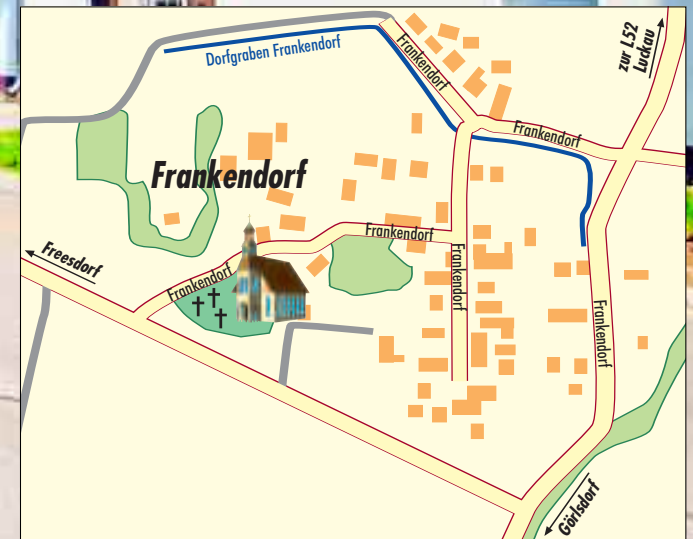 Dorfgraben Frankendorf
Frankendorf
zur L52
Luckau
Frankendorf
Frankendorf
Frankendorf
Freesdorf
Frankendorf
Frankendorf
Frankendorf
Görlsdorf